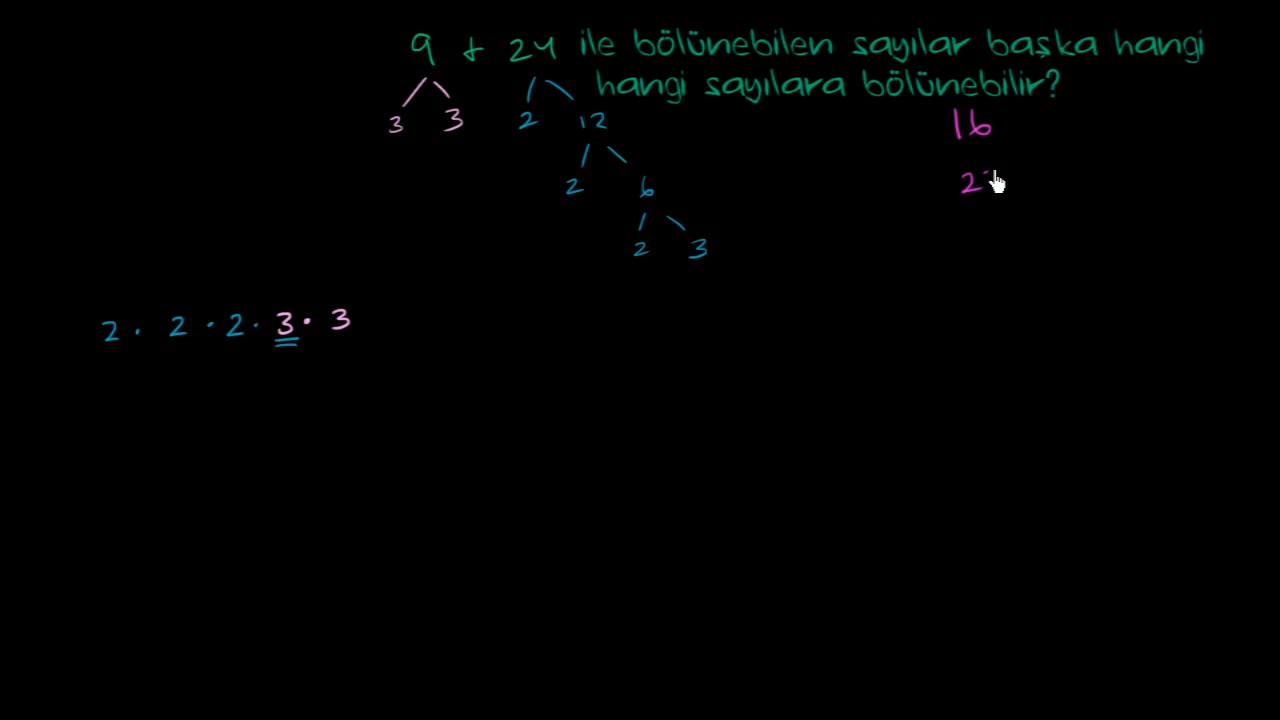 9 + 24 ile bölünebilen sayılar başka hangi
hangi sayılara bölünebilir?
3 3 2 12
16
2 6
2
2 3
2 · 2 · 2 · 3 · 3